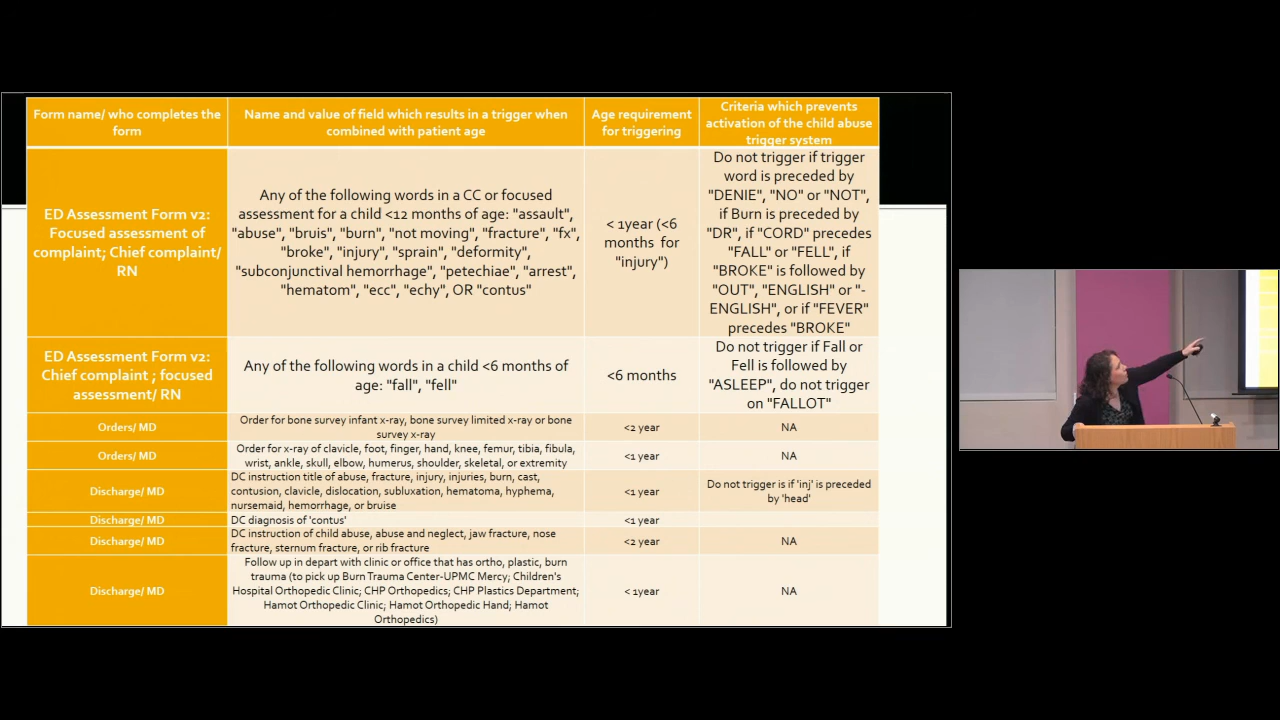 Form name/ who completes the
form
Name and value of field which results in a trigger when
combined with patient age
Age requirement
for triggering
Criteria which prevents
activation of the child abuse
trigger system
ED Assessment Form v2:
Focused assessment of
complaint; Chief complaint/
RN
Any of the following words in a CC or focused
assessment for a child <12 months of age: "assault",
"abuse", "bruis", "burn", "not moving", "fracture", "fx",
"broke", "injury", "sprain", "deformity",
"subconjunctival hemorrhage", "petechiae", "arrest",
"hematom", "ecc", "echy", OR "contus"
< 1year (<6
months for
"injury")
Do not trigger if trigger
word is preceded by
"DENIE", "NO" or "NOT",
if Burn is preceded by
"DR", if "CORD" precedes
"FALL" or "FELL", if
"BROKE" is followed by
"OUT", "ENGLISH" or "-
ENGLISH", or if "FEVER"
precedes "BROKE"
ED Assessment Form v2:
Chief complaint ; focused
assessment/ RN
Any of the following words in a child <6 months of
age: "fall", "fell"
<6 months
Do not trigger if Fall or
Fell is followed by
"ASLEEP", do not trigger
on "FALLOT"
Orders/ MD
Order for bone survey infant x-ray, bone survey limited x-ray or bone
survey x-ray
<2 year
NA
Orders/ MD
Order for x-ray of clavicle, foot, finger, hand, knee, femur, tibia, fibula,
wrist, ankle, skull, elbow, humerus, shoulder, skeletal, or extremity
<1 year
NA
Discharge/ MD
DC instruction title of abuse, fracture, injury, injuries, burn, cast,
contusion, clavicle, dislocation, subluxation, hematoma, hyphema,
nursemaid, hemorrhage, or bruise
<1 year
Do not trigger is if 'inj' is preceded
by 'head'
Discharge/ MD
DC diagnosis of 'contus'
<1 year
Discharge/ MD
DC instruction of child abuse, abuse and neglect, jaw fracture, nose
fracture, sternum fracture, or rib fracture
<2 year
NA
Discharge/ MD
Follow up in depart with clinic or office that has ortho, plastic, burn
trauma (to pick up Burn Trauma Center-UPMC Mercy; Children's
Hospital Orthopedic Clinic; CHP Orthopedics; CHP Plastics Department;
Hamot Orthopedic Clinic; Hamot Orthopedic Hand; Hamot
Orthopedics)
< 1year
NA